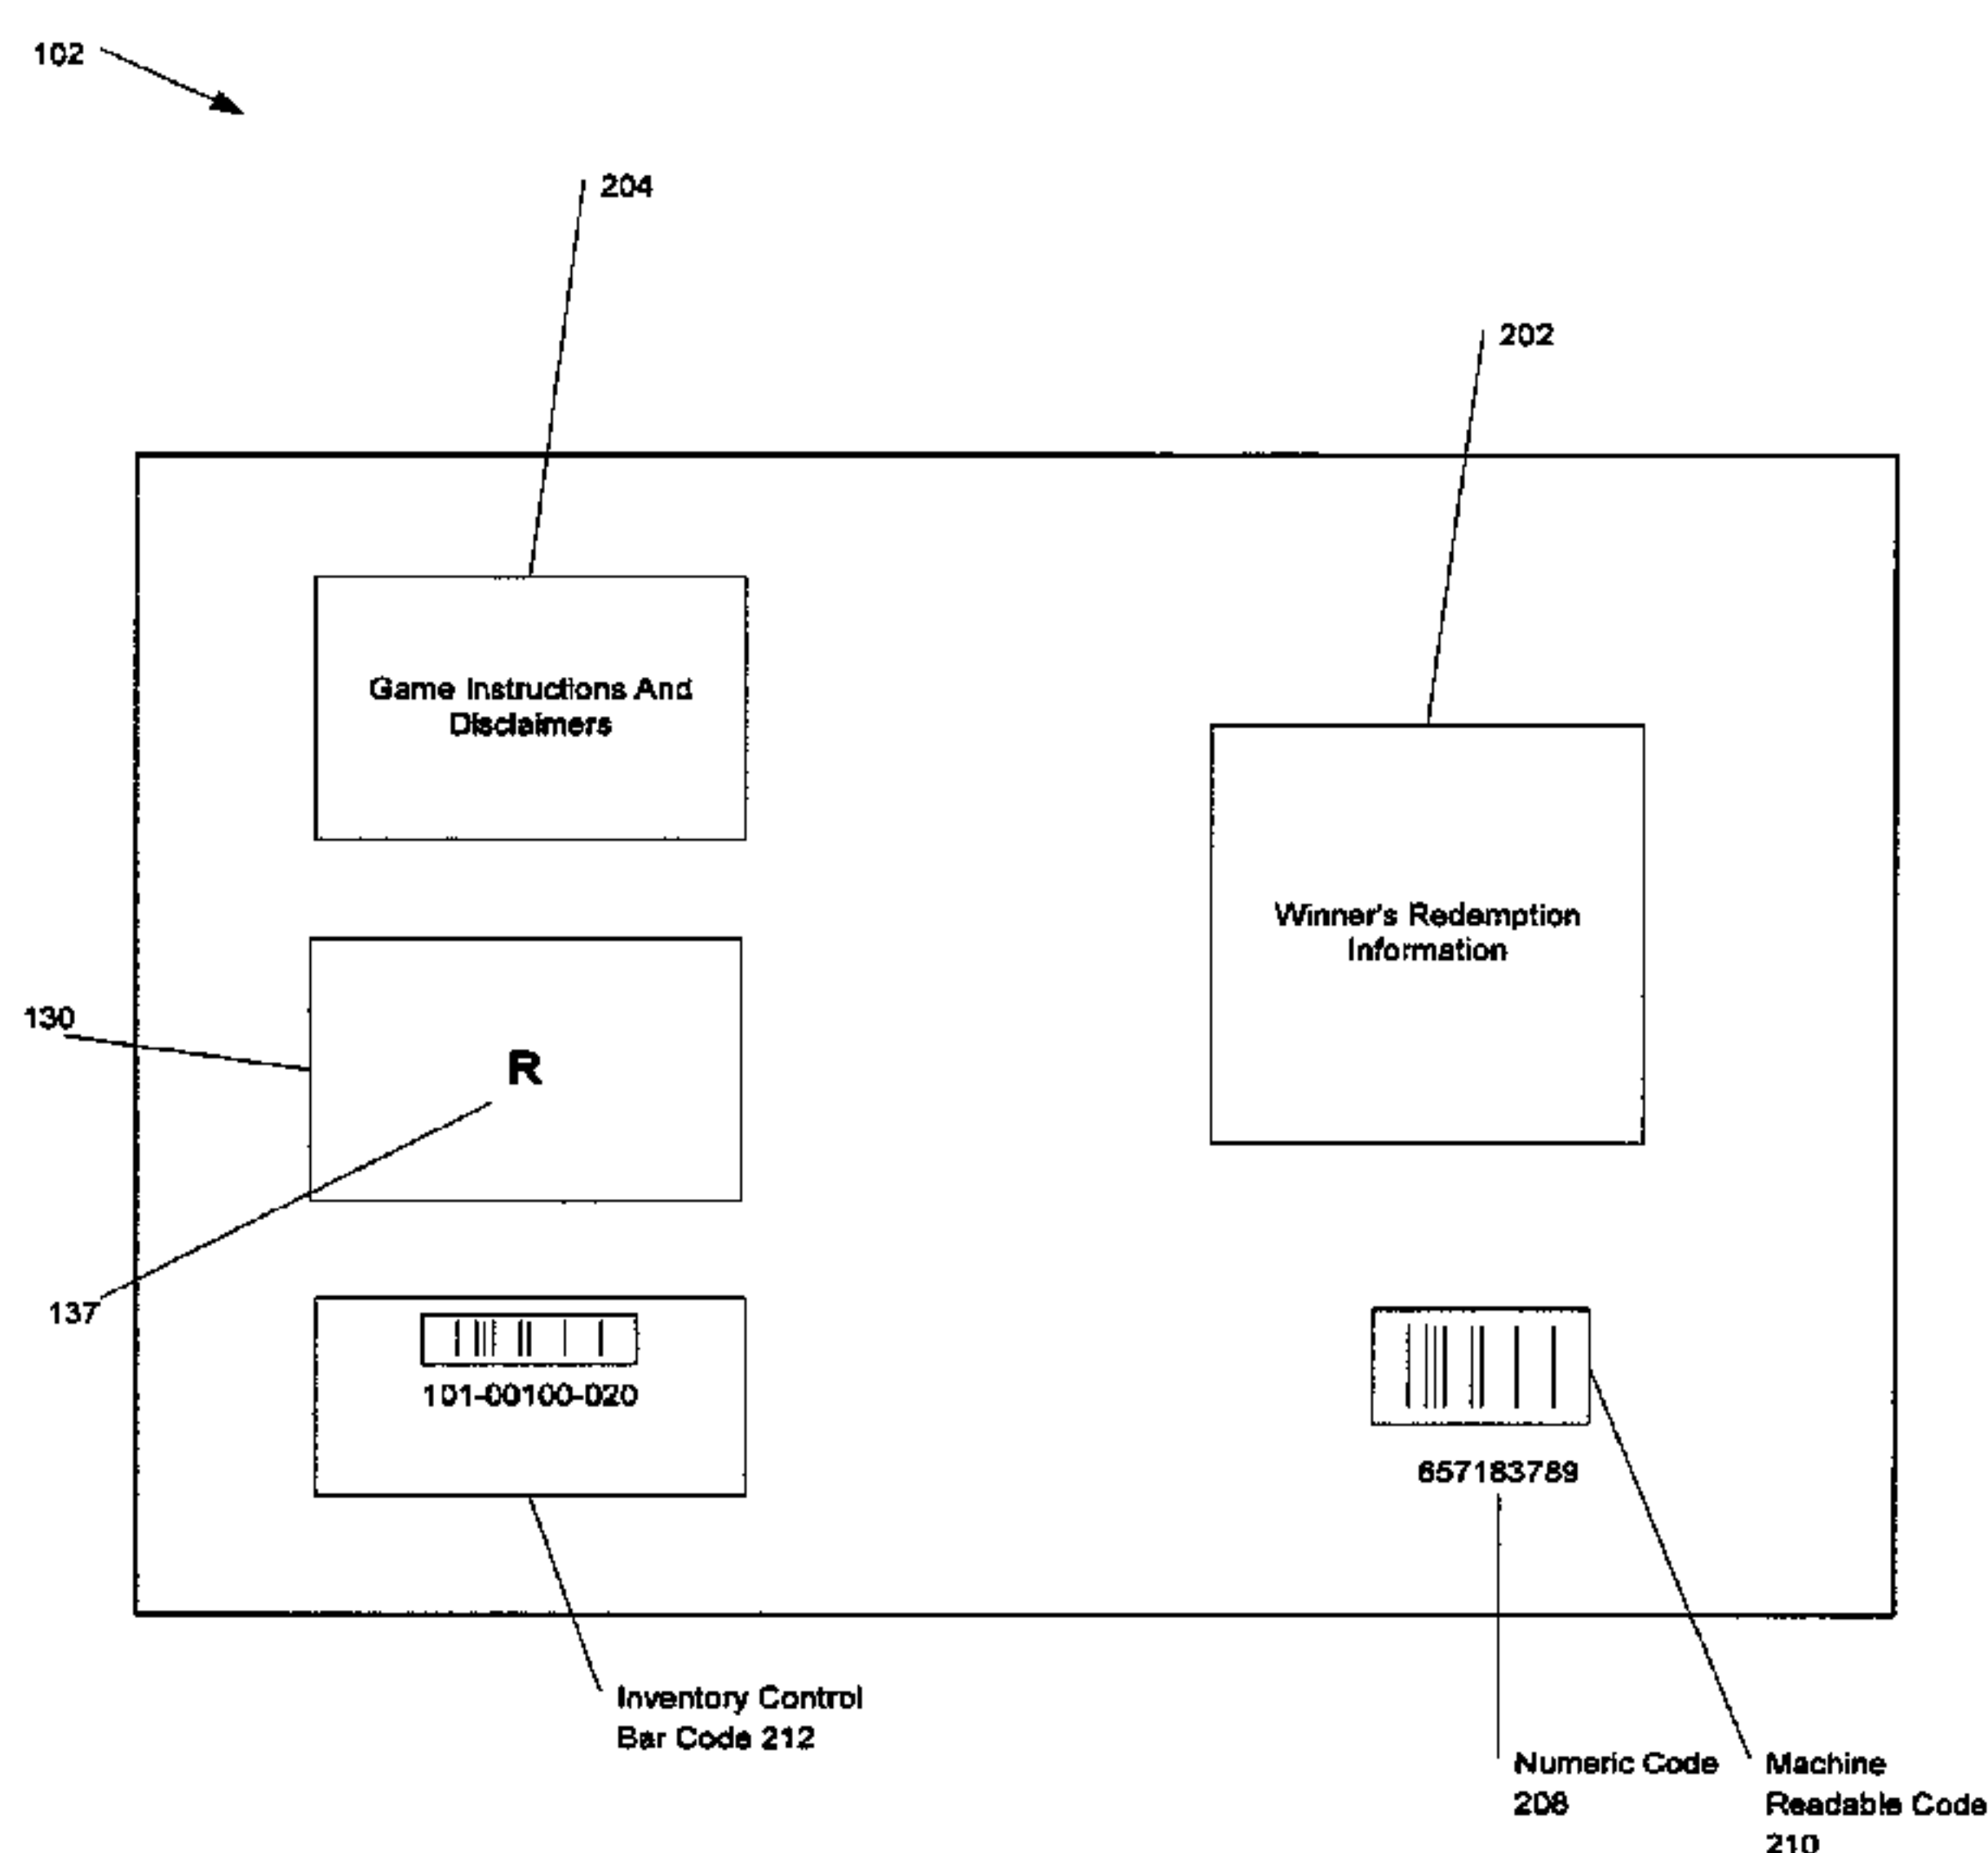 102
204
202
Game Instructions And
Disclaimers
Winner's Redemption
Information
130
R
137
101-00100-020
657183789
Inventory Control
Bar Code 212
Numeric Code
208
Machine
Readable Code
210